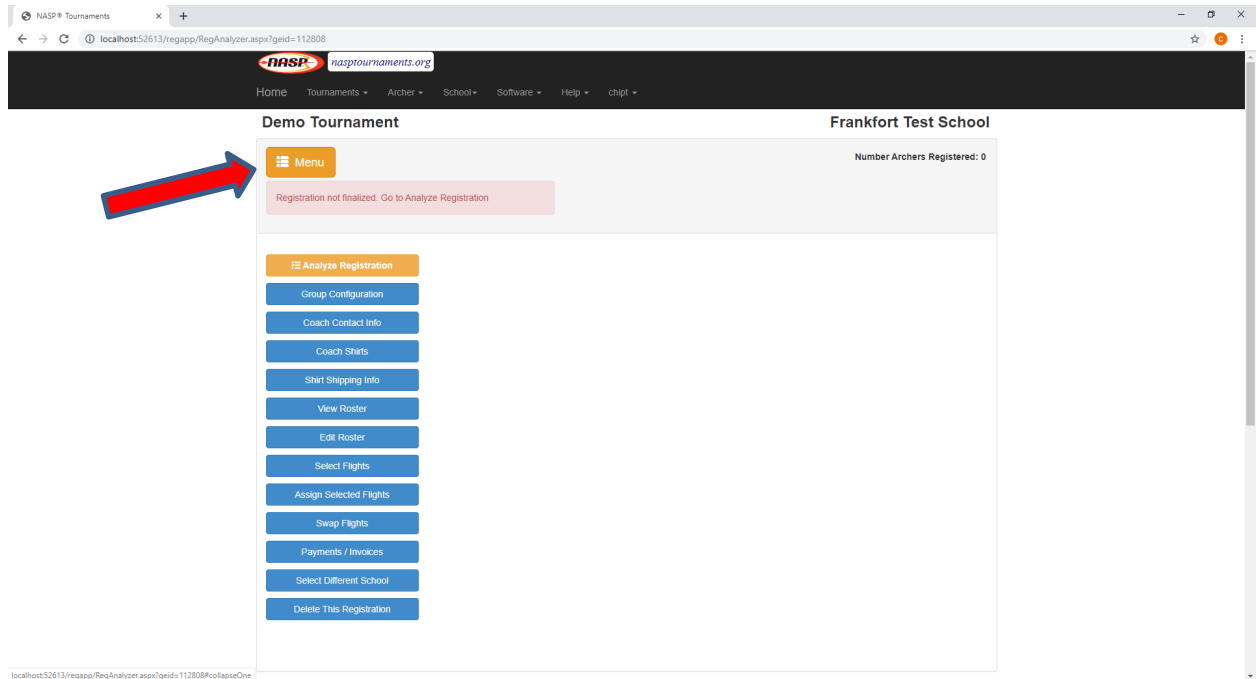 NASP® Tournaments
localhost:52613/regapp/RegAnalyzer.aspx?geid=112808
C
NASP nasptournaments.org
Home Tournaments Archer School Software Help chipt
Demo Tournament Frankfort Test School
Menu Number Archers Registered: 0
Registration not finalized. Go to Analyze Registration
Analyze Registration
Group Configuration
Coach Contact Info
Coach Shirts
Shirt Shipping Info
View Roster
Edit Roster
Select Flights
Assign Selected Flights
Swap Flights
Payments / Invoices
Select Different School
Delete This Registration
localhost:52613/regapp/RegAnalyzer.aspx?geid=112808#collapseOne